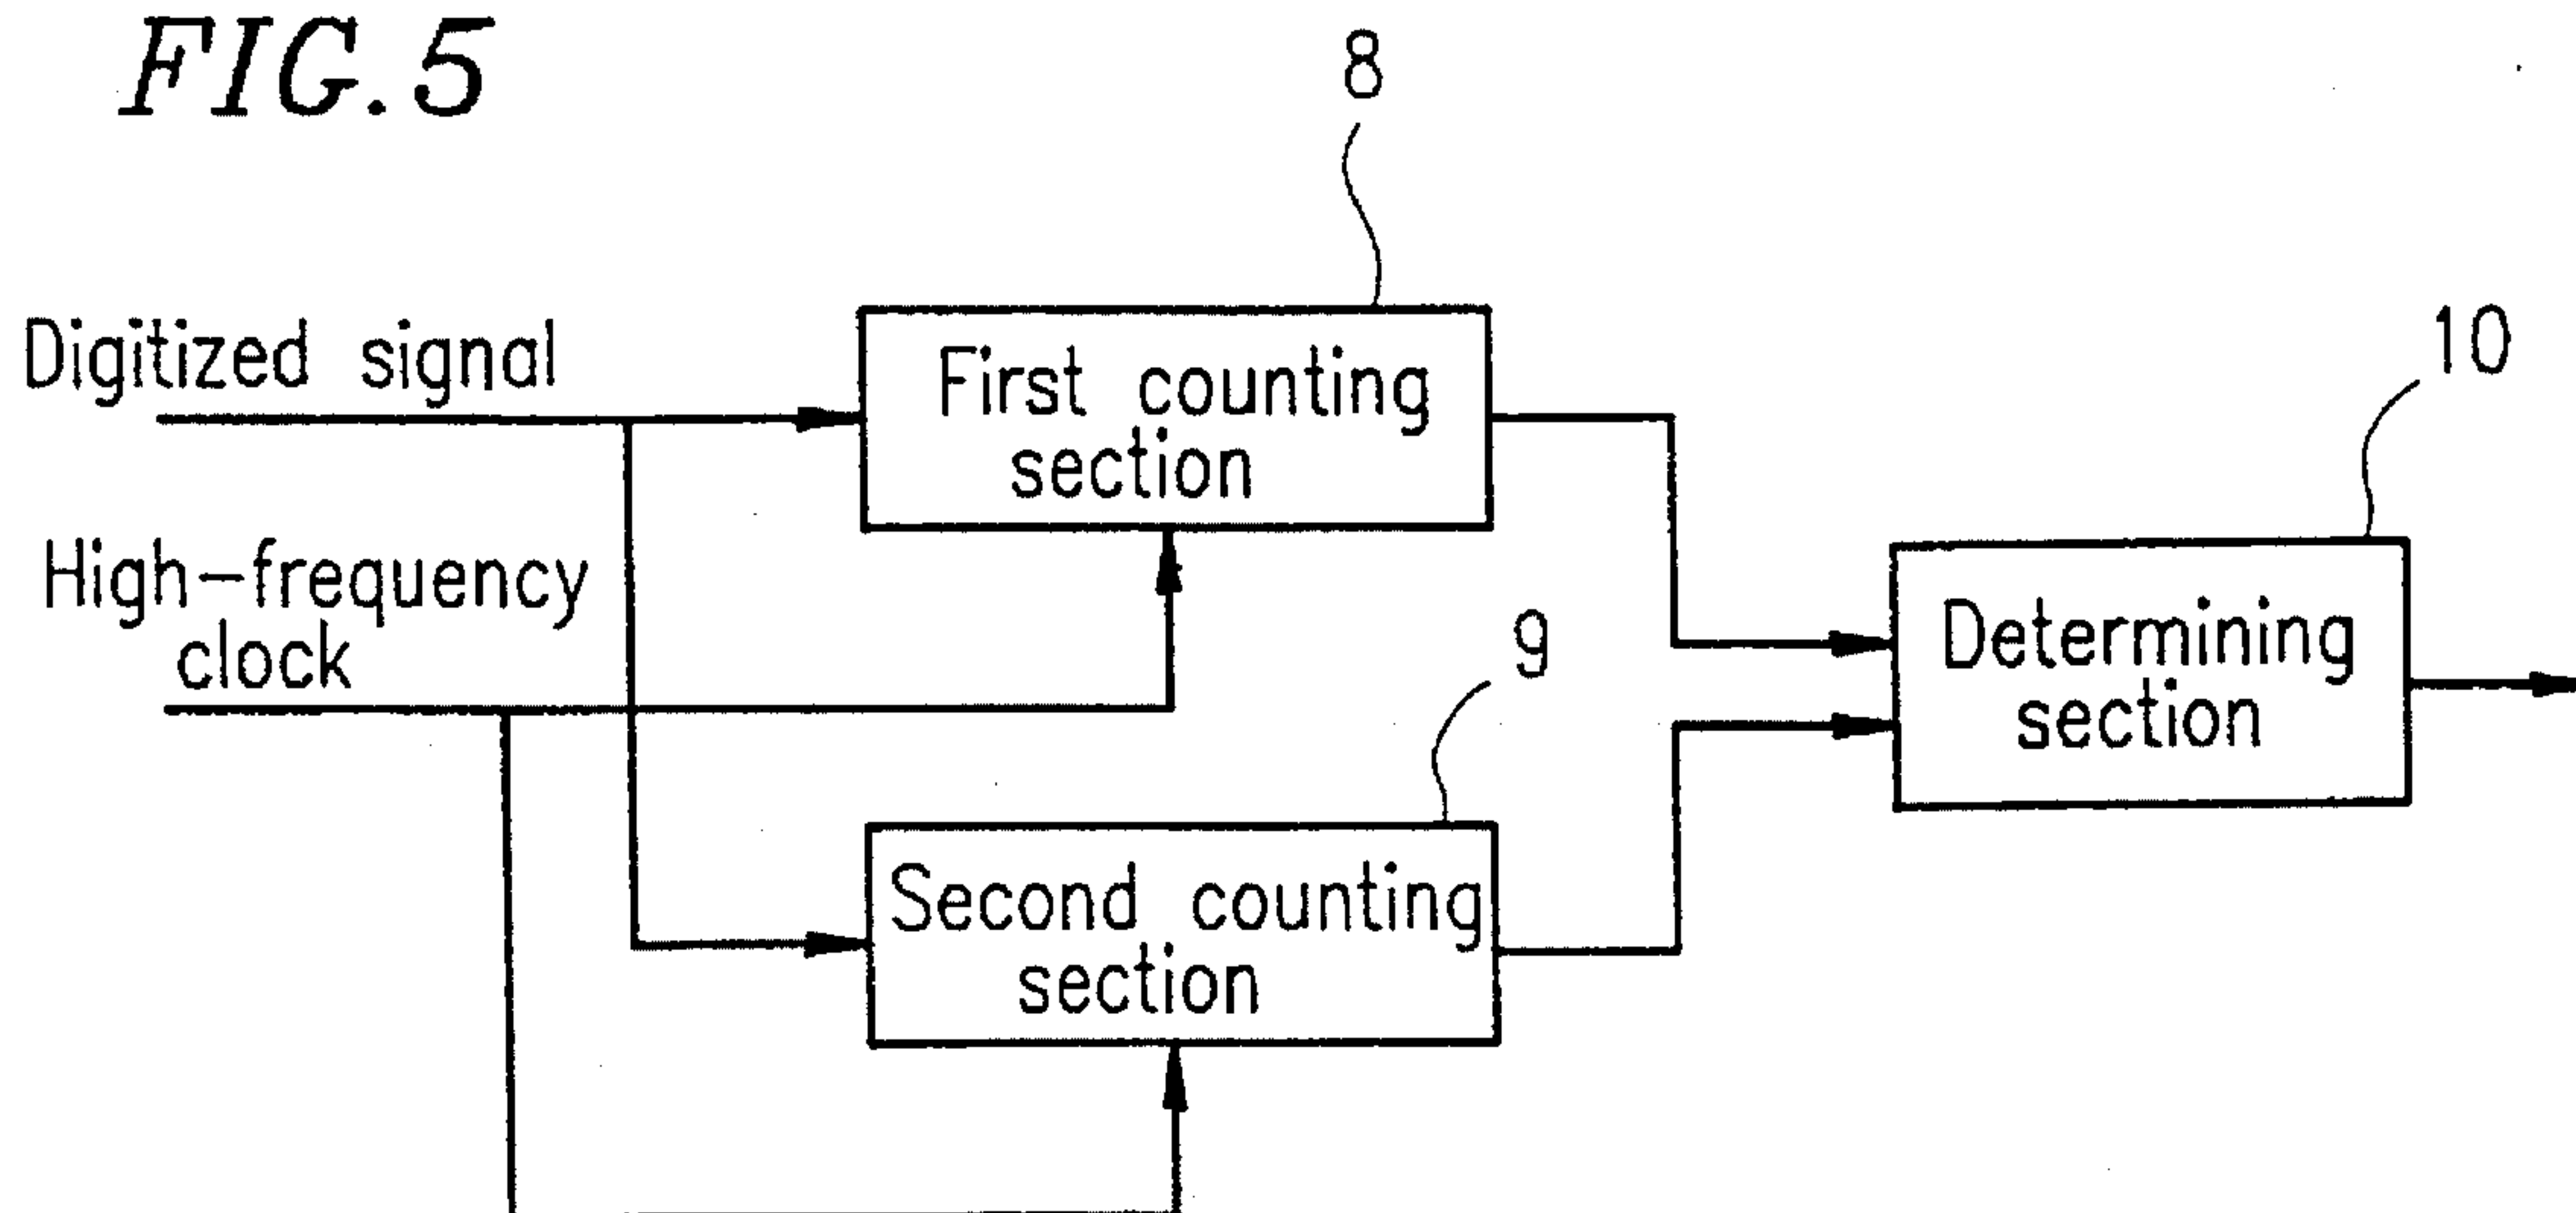 FIG.5
8
Digitized signal
First counting
section
10
High-frequency
clock
9
Determining
section
Second counting
section